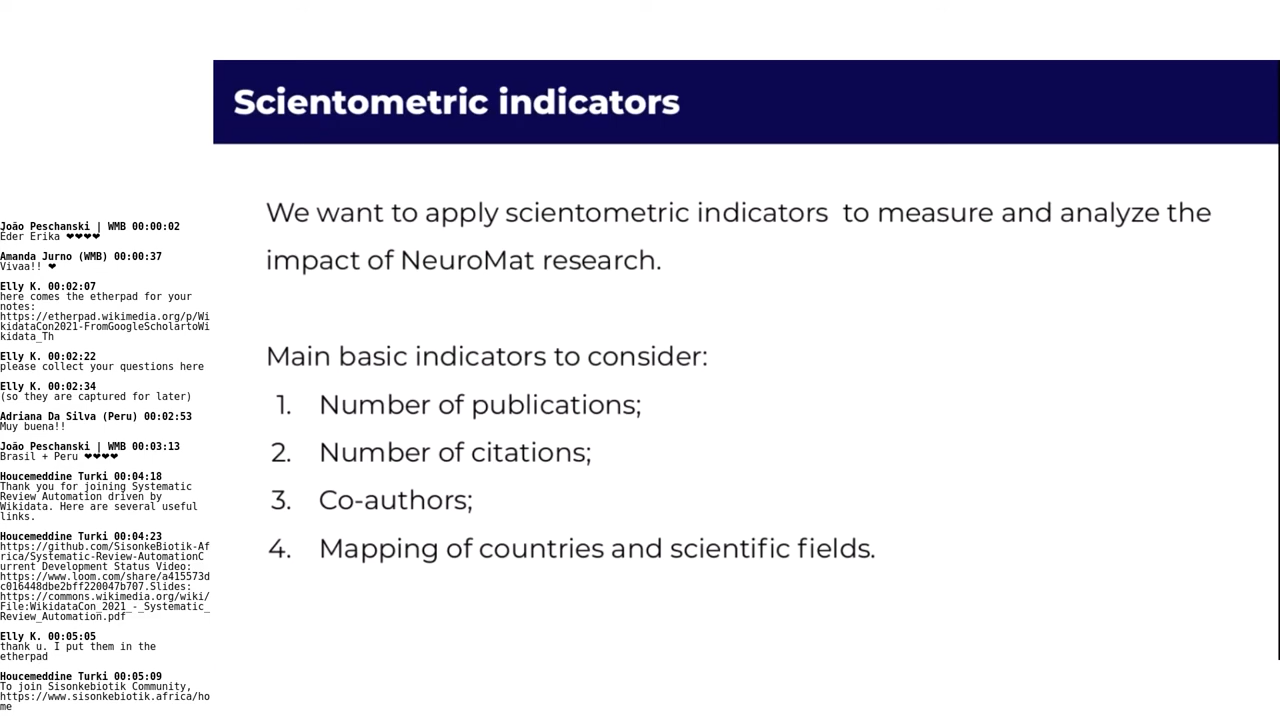 Scientometric indicators
We want to apply scientometric indicators to measure and analyze the
impact of NeuroMat research.
Main basic indicators to consider:
1. Number of publications;
2. Number of citations;
3. Co-authors;
4. Mapping of countries and scientific fields.
João Peschanski | WMB 00:00:02
Éder Erika ❤❤❤❤
Amanda Jurno (WMB) 00:00:37
Vivaa!! ❤
Elly K. 00:02:07
here comes the etherpad for your
notes:
https://etherpad.wikimedia.org/p/Wi
kidataCon2021-FromGoogleScholartoWi
kidata_Th
Elly K. 00:02:22
please collect your questions here
Elly K. 00:02:34
(so they are captured for later)
Adriana Da Silva (Peru) 00:02:53
Muy buena!!
João Peschanski | WMB 00:03:13
Brasil + Peru ❤❤❤❤
Houcemeddine Turki 00:04:18
Thank you for joining Systematic
Review Automation driven by
Wikidata. Here are several useful
links.
Houcemeddine Turki 00:04:23
https://github.com/SisonkeBiotik-Af
rica/Systematic-Review-AutomationC
urrent Development Status Video:
https://www.loom.com/share/a415573d
c016448dbe2bff220047b707.Slides:
https://commons.wikimedia.org/wiki/
File:WikidataCon_2021_-_Systematic_
Review_Automation.pdf
Elly K. 00:05:05
thank u. I put them in the
etherpad
Houcemeddine Turki 00:05:09
To join Sisonkebiotik Community,
https://www.sisonkebiotik.africa/ho
me